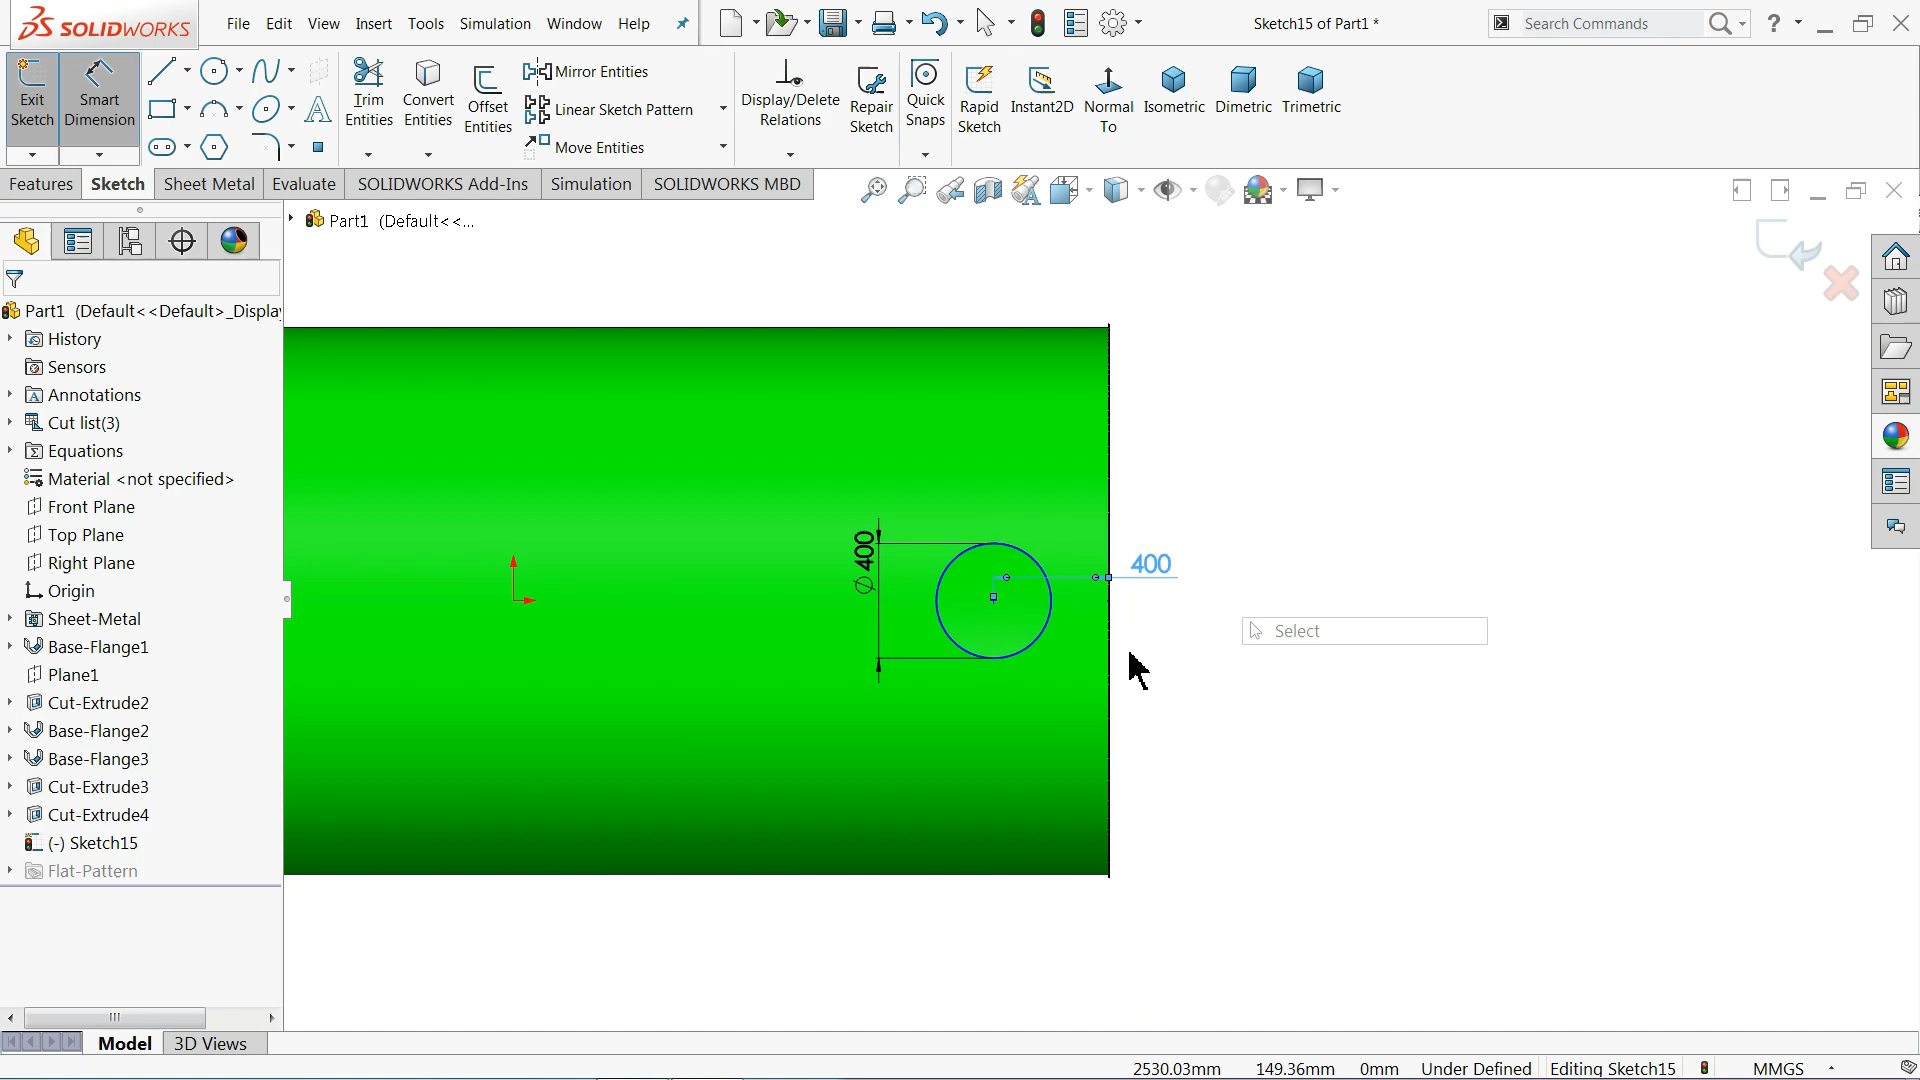 SOLIDWORKS
File Edit View Insert Tools Simulation Window Help
Sketch15 of Part1 *
Search Commands
Exit Sketch
Smart Dimension
Trim Entities
Convert Entities
Offset Entities
Mirror Entities
Linear Sketch Pattern
Move Entities
Display/Delete Relations
Repair Sketch
Quick Snaps
Rapid Sketch
Instant2D
Normal To
Isometric
Dimetric
Trimetric
Features Sketch Sheet Metal Evaluate SOLIDWORKS Add-Ins Simulation SOLIDWORKS MBD
Part1 (Default<<...
Part1 (Default<<Default>_Display
History
Sensors
Annotations
Cut list(3)
Equations
Material <not specified>
Front Plane
Top Plane
Right Plane
Origin
Sheet-Metal
Base-Flange1
Plane1
Cut-Extrude2
Base-Flange2
Base-Flange3
Cut-Extrude3
Cut-Extrude4
(-) Sketch15
Flat-Pattern
∅ 400
400
Select
Model 3D Views
2530.03mm 149.36mm 0mm Under Defined Editing Sketch15 MMGS